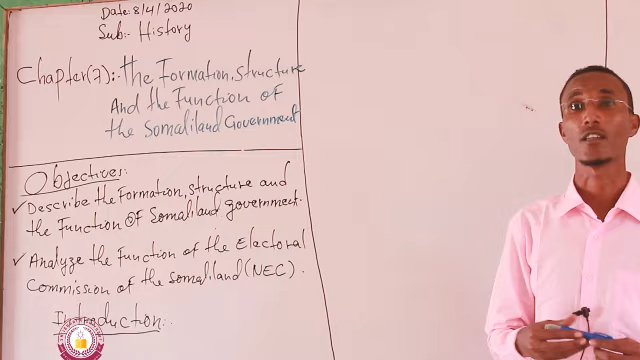 Date: 8/4/2020
Sub:- History
Chapter(7):- The Formation, structure
And the Function OF
the Somaliland Government
Objectives
✓ Describe the Formation, structure and
the Function OF Somaliland government.
✓ Analyze the Function of the Electoral
Commission of the Somaliland (NEC).
Introduction:.